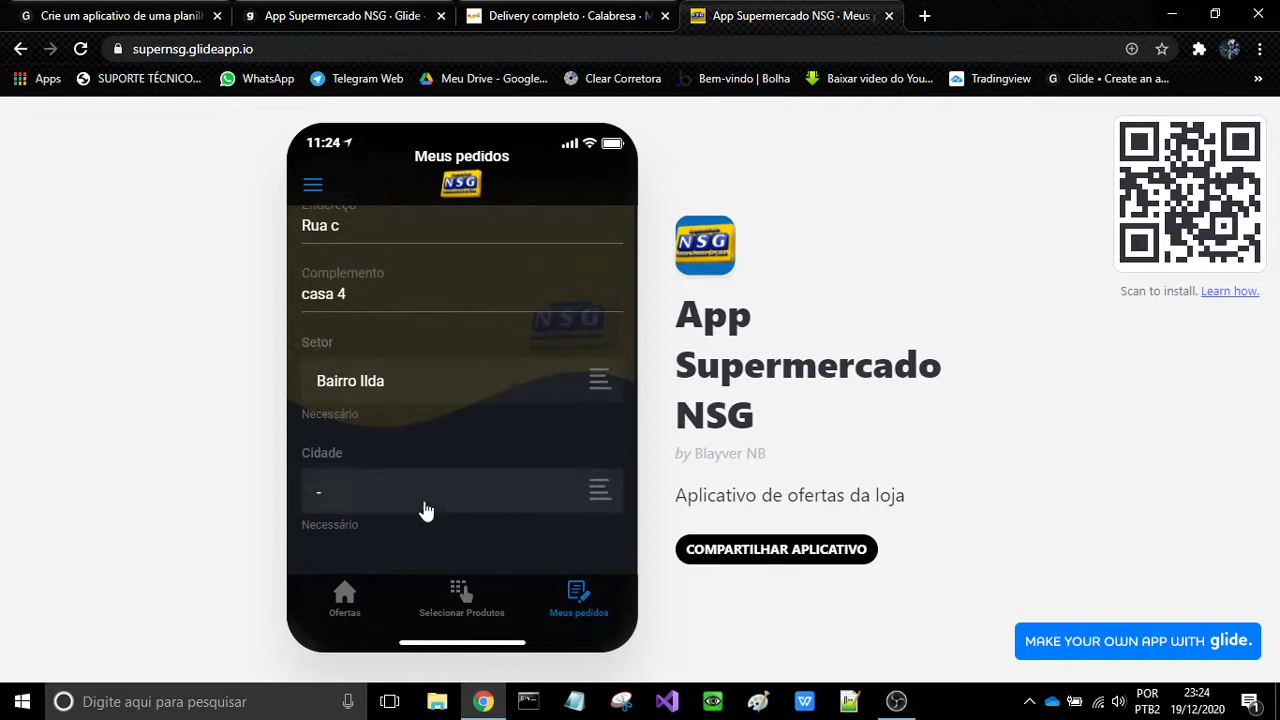 Crie um aplicativo de uma planil
App Supermercado NSG · Glide
Delivery completo - Calabresa - M
App Supermercado NSG · Meus p
supernsg.glideapp.io
Apps
SUPORTE TÉCNICO...
WhatsApp
Telegram Web
Meu Drive - Google...
Clear Corretora
Bem-vindo | Bolha
Baixar video do You...
Tradingview
Glide • Create an a...
11:24
Meus pedidos
NSG
Endereço
Rua c
Complemento
casa 4
Setor
Bairro Ilda
Necessário
Cidade
-
Necessário
Ofertas
Selecionar Produtos
Meus pedidos
NSG
App
Supermercado
NSG
by Blayver NB
Aplicativo de ofertas da loja
COMPARTILHAR APLICATIVO
Scan to install. Learn how.
MAKE YOUR OWN APP WITH glide.
Digite aqui para pesquisar
POR
PTB2
23:24
19/12/2020